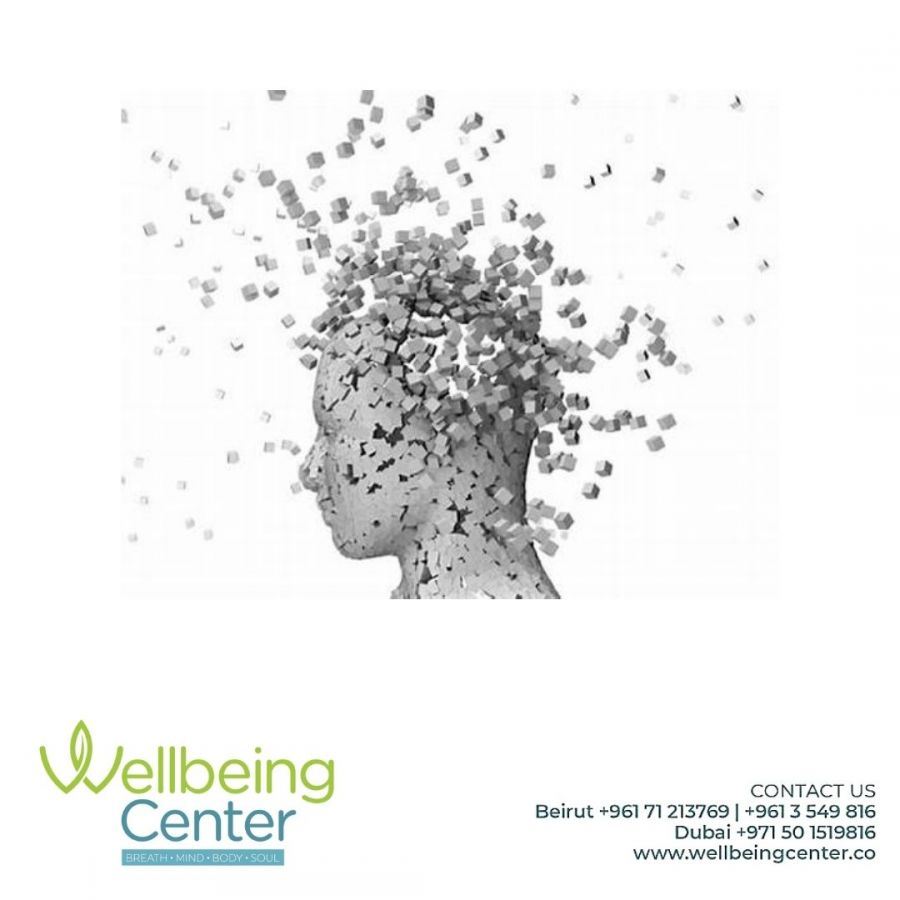 Wellbeing
Center
BREATH • MIND • BODY • SOUL
CONTACT US
Beirut +961 71 213769 | +961 3 549 816
Dubai +971 50 1519816
www.wellbeingcenter.co